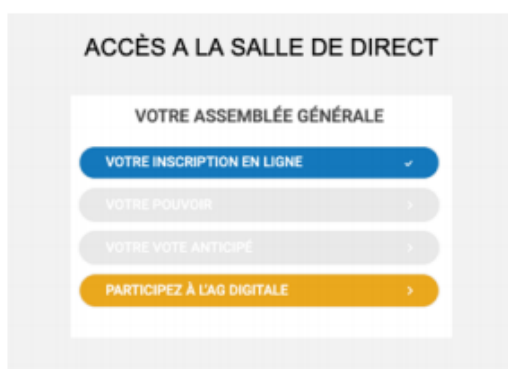 ACCÈS A LA SALLE DE DIRECT
VOTRE ASSEMBLÉE GÉNÉRALE
VOTRE INSCRIPTION EN LIGNE
VOTRE POUVOIR
VOTRE VOTE ANTICIPÉ
PARTICIPEZ À L'AG DIGITALE